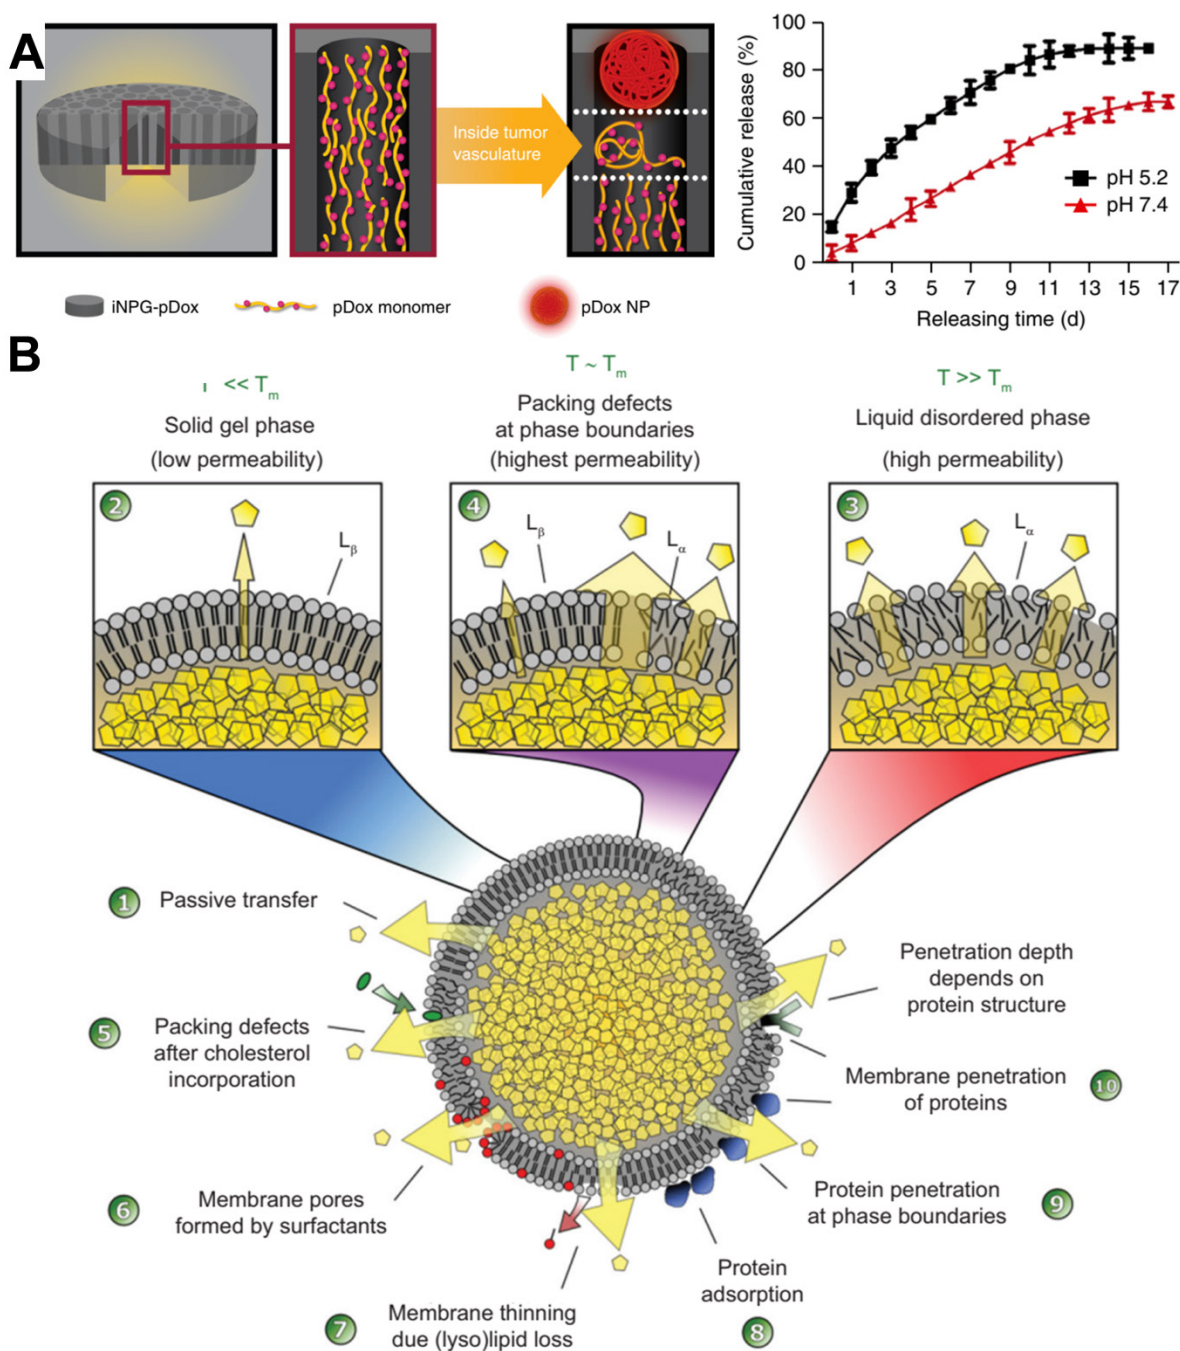 A
Inside tumor
vasculature
iNPG-pDox
pDox monomer
pDox NP
Cumulative release (%)
100
80
60
40
20
0
pH 5.2
pH 7.4
1 3 5 7 9 11 13 15 17
Releasing time (d)
B
<< Tm
Solid gel phase
(low permeability)
T ~ Tm
Packing defects
at phase boundaries
(highest permeability)
T >> Tm
Liquid disordered phase
(high permeability)
2
Lβ
4
Lβ
Lα
3
Lα
1 Passive transfer
5 Packing defects
after cholesterol
incorporation
6 Membrane pores
formed by surfactants
7 Membrane thinning
due (lyso)lipid loss
Protein
adsorption
8
Protein penetration
at phase boundaries
9
Membrane penetration
of proteins
10
Penetration depth
depends on
protein structure